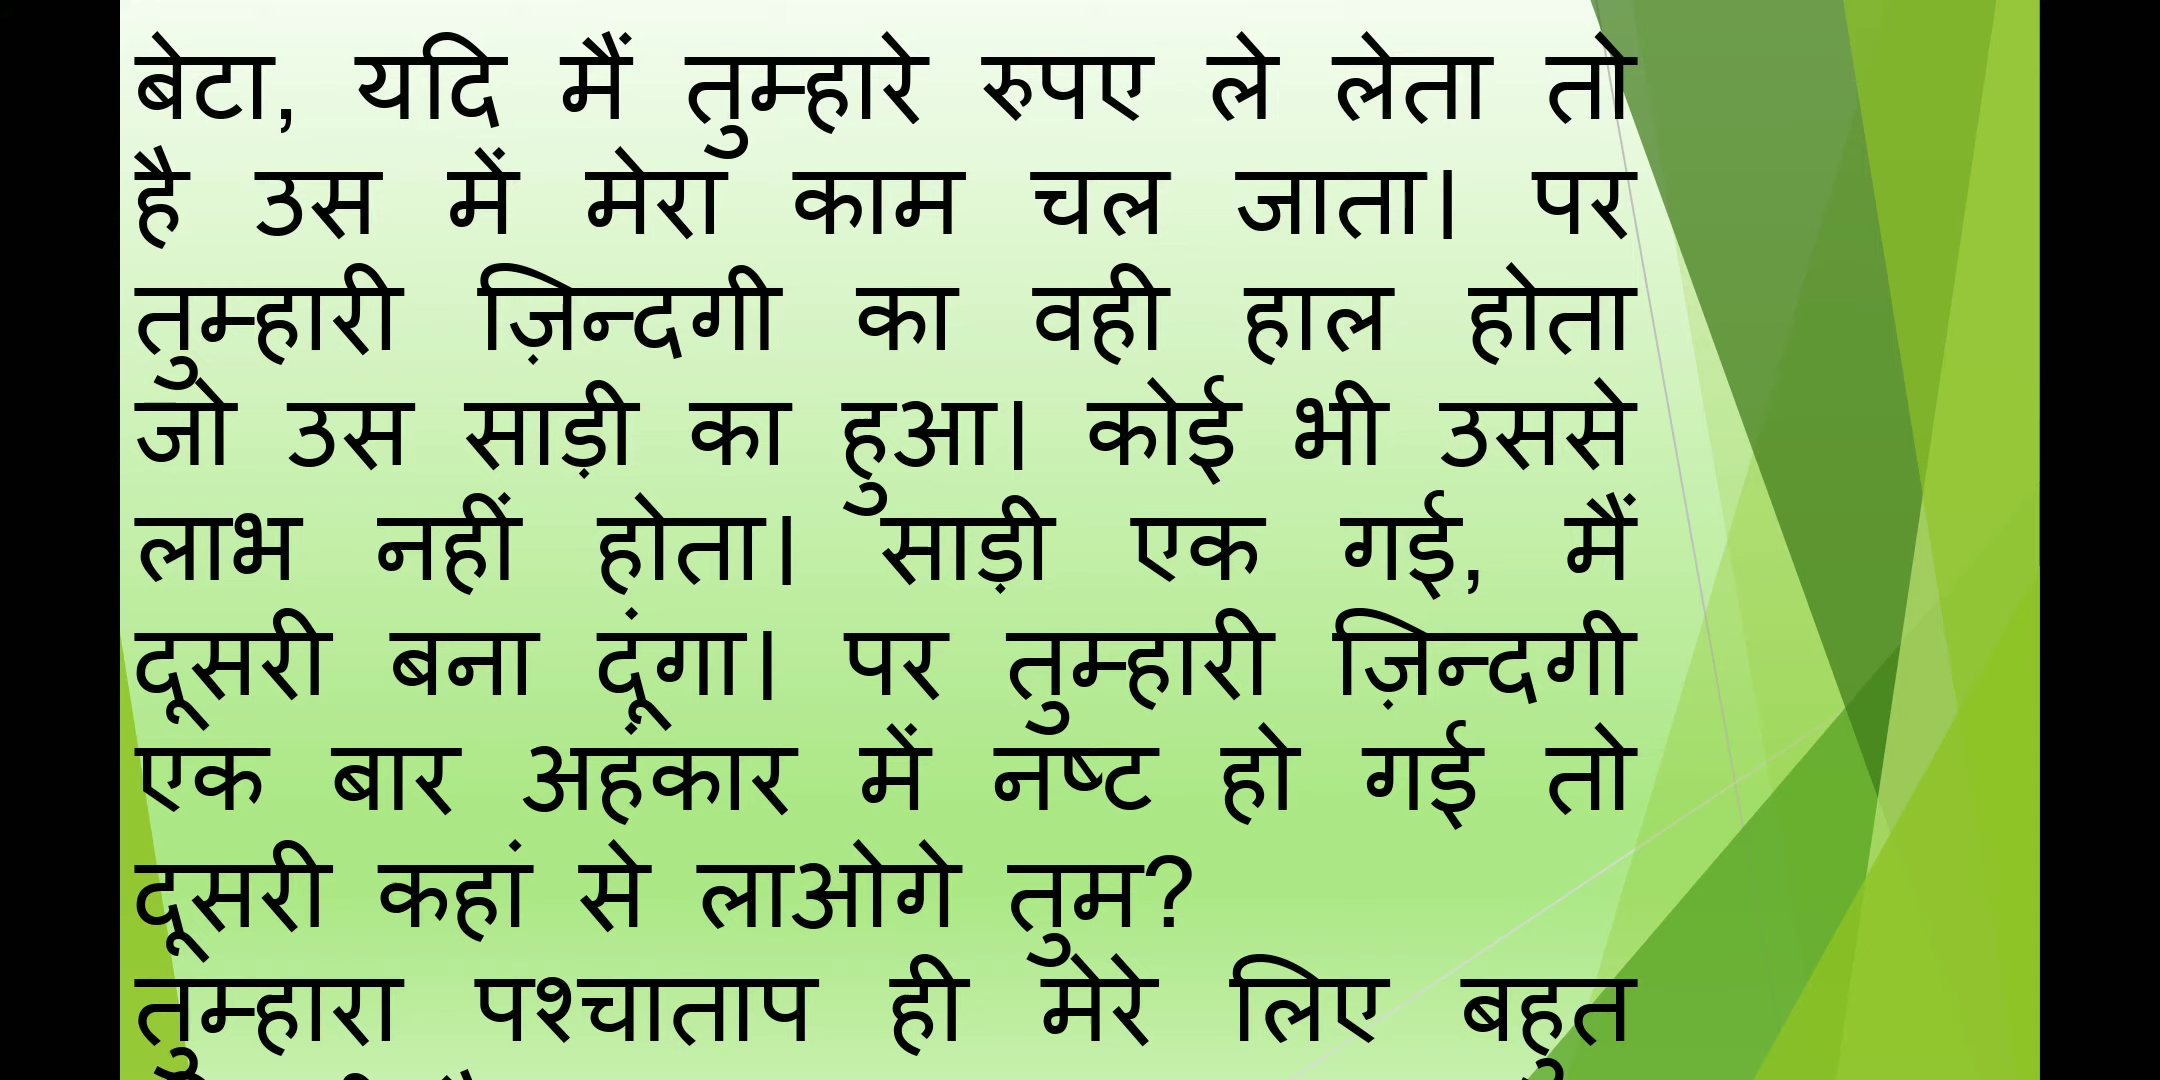 बेटा, यदि मैं तुम्हारे रुपए ले लेता तो
है उस में मेरा काम चल जाता। पर
तुम्हारी ज़िन्दगी का वही हाल होता
जो उस साड़ी का हुआ। कोई भी उससे
लाभ नहीं होता। साड़ी एक गई, मैं
दूसरी बना दूंगा। पर तुम्हारी ज़िन्दगी
एक बार अहंकार में नष्ट हो गई तो
दूसरी कहां से लाओगे तुम?
तुम्हारा पश्चाताप ही मेरे लिए बहुत